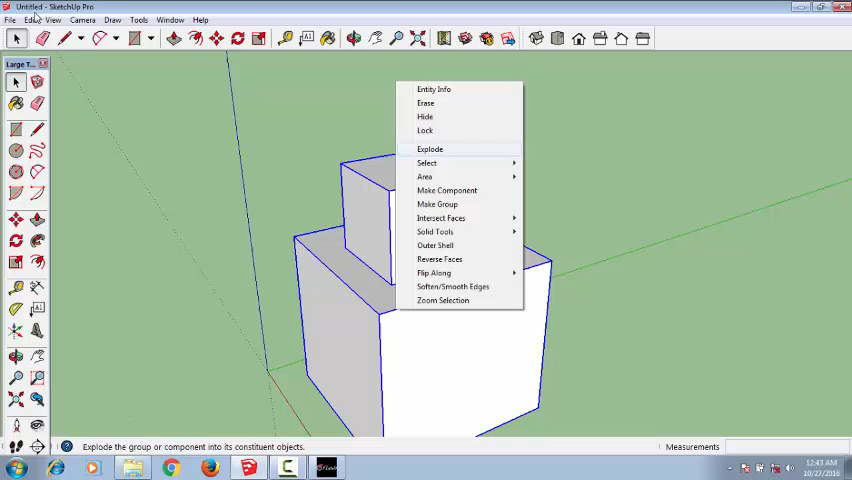 Untitled - SketchUp Pro
File Edit View Camera Draw Tools Window Help
Large T...
Entity Info
Erase
Hide
Lock
Explode
Select
Area
Make Component
Make Group
Intersect Faces
Solid Tools
Outer Shell
Reverse Faces
Flip Along
Soften/Smooth Edges
Zoom Selection
Explode the group or component into its constituent objects.
Measurements
12:43 AM
10/27/2016